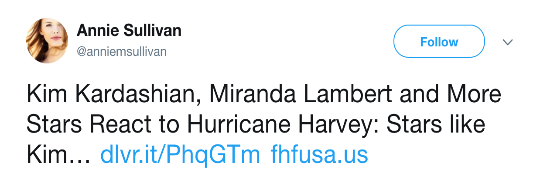 Annie Sullivan
@anniemsullivan
Follow
Kim Kardashian, Miranda Lambert and More
Stars React to Hurricane Harvey: Stars like
Kim... dlvr.it/PhqGTm fhfusa.us